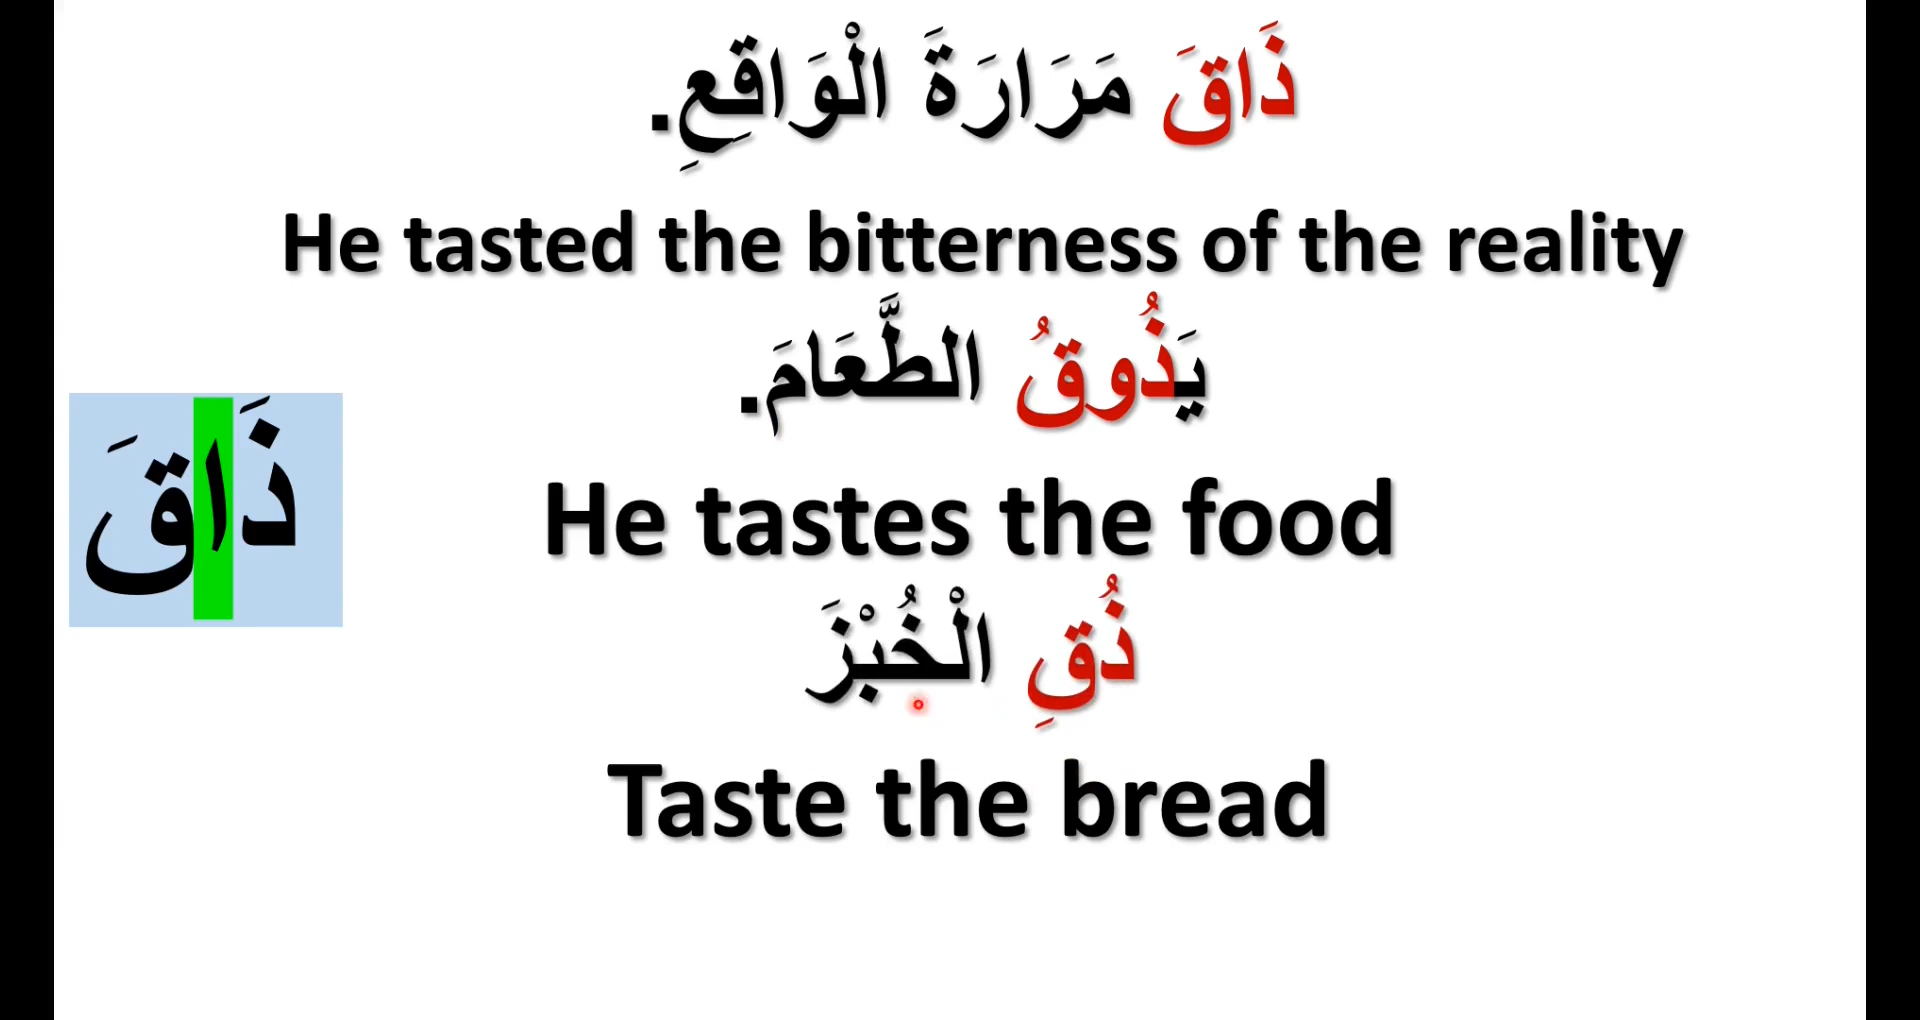 ذَاقَ مَرَارَةَ الْوَاقِعِ.
He tasted the bitterness of the reality
يَذُوقُ الطَّعَامَ.
He tastes the food
ذَاقَ
ذُقِ الْخُبْزَ
Taste the bread